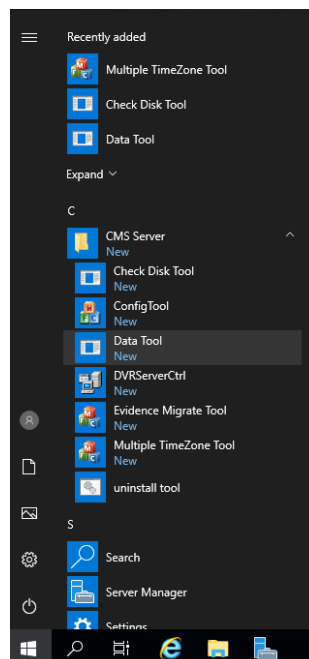 Recently added
Multiple TimeZone Tool
Check Disk Tool
Data Tool
Expand
C
CMS Server
New
Check Disk Tool
New
ConfigTool
New
Data Tool
New
DVRServerCtrl
New
Evidence Migrate Tool
New
Multiple TimeZone Tool
New
uninstall tool
S
Search
Server Manager
Settings